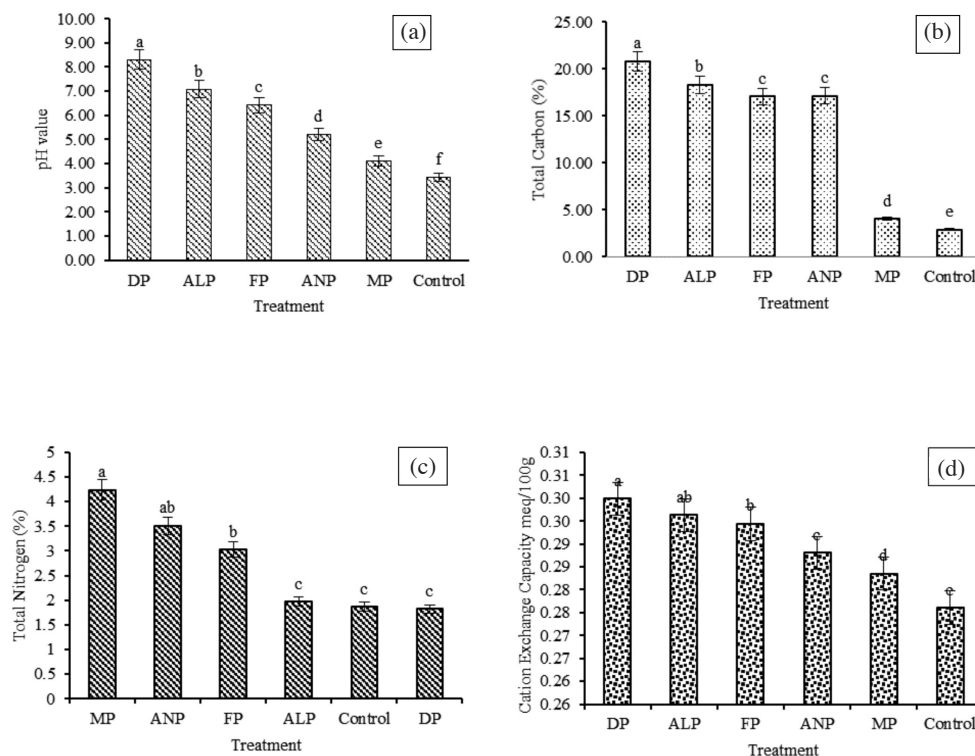 (a)
10.00
9.00
8.00
7.00
6.00
5.00
4.00
3.00
2.00
1.00
0.00
pH value
a
b
c
d
e
f
DP ALP FP ANP MP Control
Treatment
(b)
25.00
20.00
15.00
10.00
5.00
0.00
Total Carbon (%)
a
b
c
c
d
e
DP ALP FP ANP MP Control
Treatment
(c)
5
4.5
4
3.5
3
2.5
2
1.5
1
0.5
0
Total Nitrogen (%)
a
ab
b
c
c
c
MP ANP FP ALP Control DP
Treatment
(d)
0.31
0.30
0.30
0.29
0.29
0.28
0.28
0.27
0.27
0.26
0.26
Cation Exchange Capacity meq/100g
a
ab
b
c
d
e
DP ALP FP ANP MP Control
Treatment